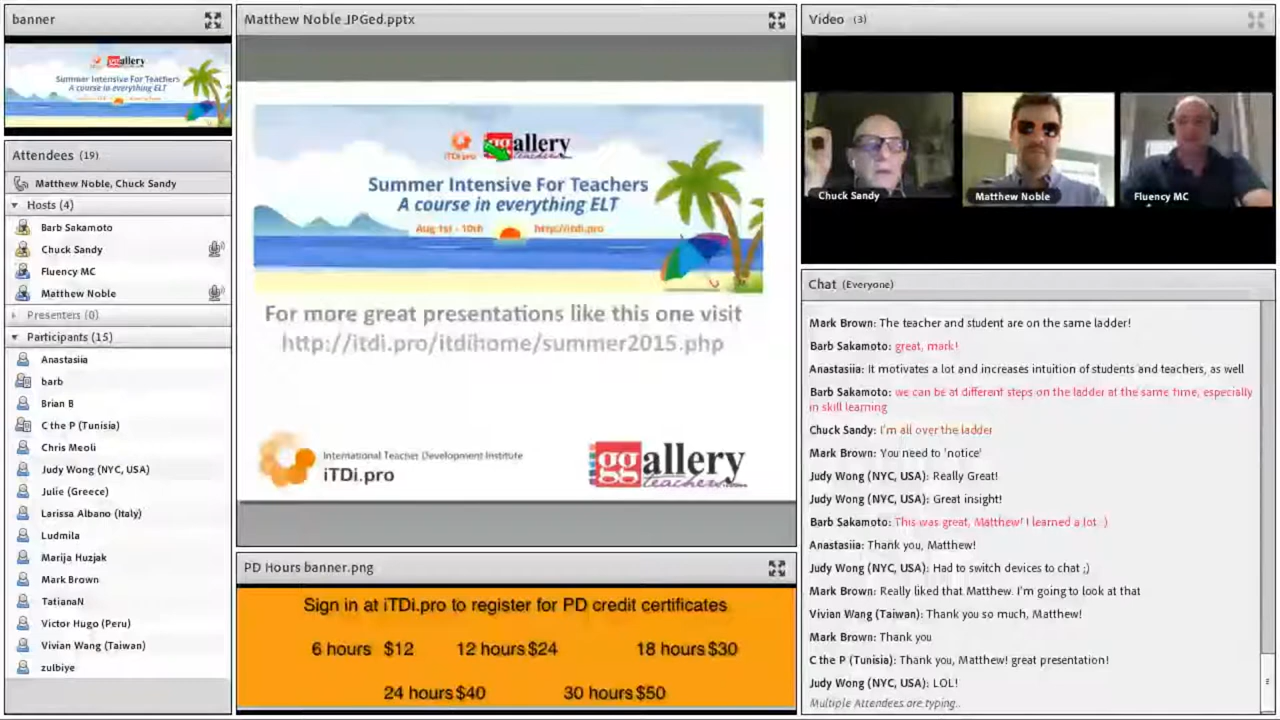 banner
iTDi.pro
ggallery
teachers
Summer Intensive For Teachers
A course in everything ELT
Attendees (19)
Matthew Noble, Chuck Sandy
Hosts (4)
Barb Sakamoto
Chuck Sandy
Fluency MC
Matthew Noble
Presenters (0)
Participants (15)
Anastasiia
barb
Brian B
C the P (Tunisia)
Chris Meoli
Judy Wong (NYC, USA)
Julie (Greece)
Larissa Albano (Italy)
Ludmila
Marija Huzjak
Mark Brown
TatianaN
Victor Hugo (Peru)
Vivian Wang (Taiwan)
zulbiye
Matthew Noble JPGed.pptx
iTDi.pro
ggallery
teachers
Summer Intensive For Teachers
A course in everything ELT
Aug 1st - 10th http://itdi.pro
For more great presentations like this one visit
http://itdi.pro/itdihome/summer2015.php
International Teacher Development Institute
iTDi.pro
ggallery
teachers.com
PD Hours banner.png
Sign in at iTDi.pro to register for PD credit certificates
6 hours $12 12 hours $24 18 hours $30
24 hours $40 30 hours $50
Video (3)
Chuck Sandy
Matthew Noble
Fluency MC
Chat (Everyone)
Mark Brown: The teacher and student are on the same ladder!
Barb Sakamoto: great, mark!
Anastasiia: It motivates a lot and increases intuition of students and teachers, as well
Barb Sakamoto: we can be at different steps on the ladder at the same time, especially
in skill learning
Chuck Sandy: I'm all over the ladder
Mark Brown: You need to 'notice'
Judy Wong (NYC, USA): Really Great!
Judy Wong (NYC, USA): Great insight!
Barb Sakamoto: This was great, Matthew! I learned a lot :)
Anastasiia: Thank you, Matthew!
Judy Wong (NYC, USA): Had to switch devices to chat ;)
Mark Brown: Really liked that Matthew. I'm going to look at that
Vivian Wang (Taiwan): Thank you so much, Matthew!
Mark Brown: Thank you
C the P (Tunisia): Thank you, Matthew! great presentation!
Judy Wong (NYC, USA): LOL!
Multiple Attendees are typing..